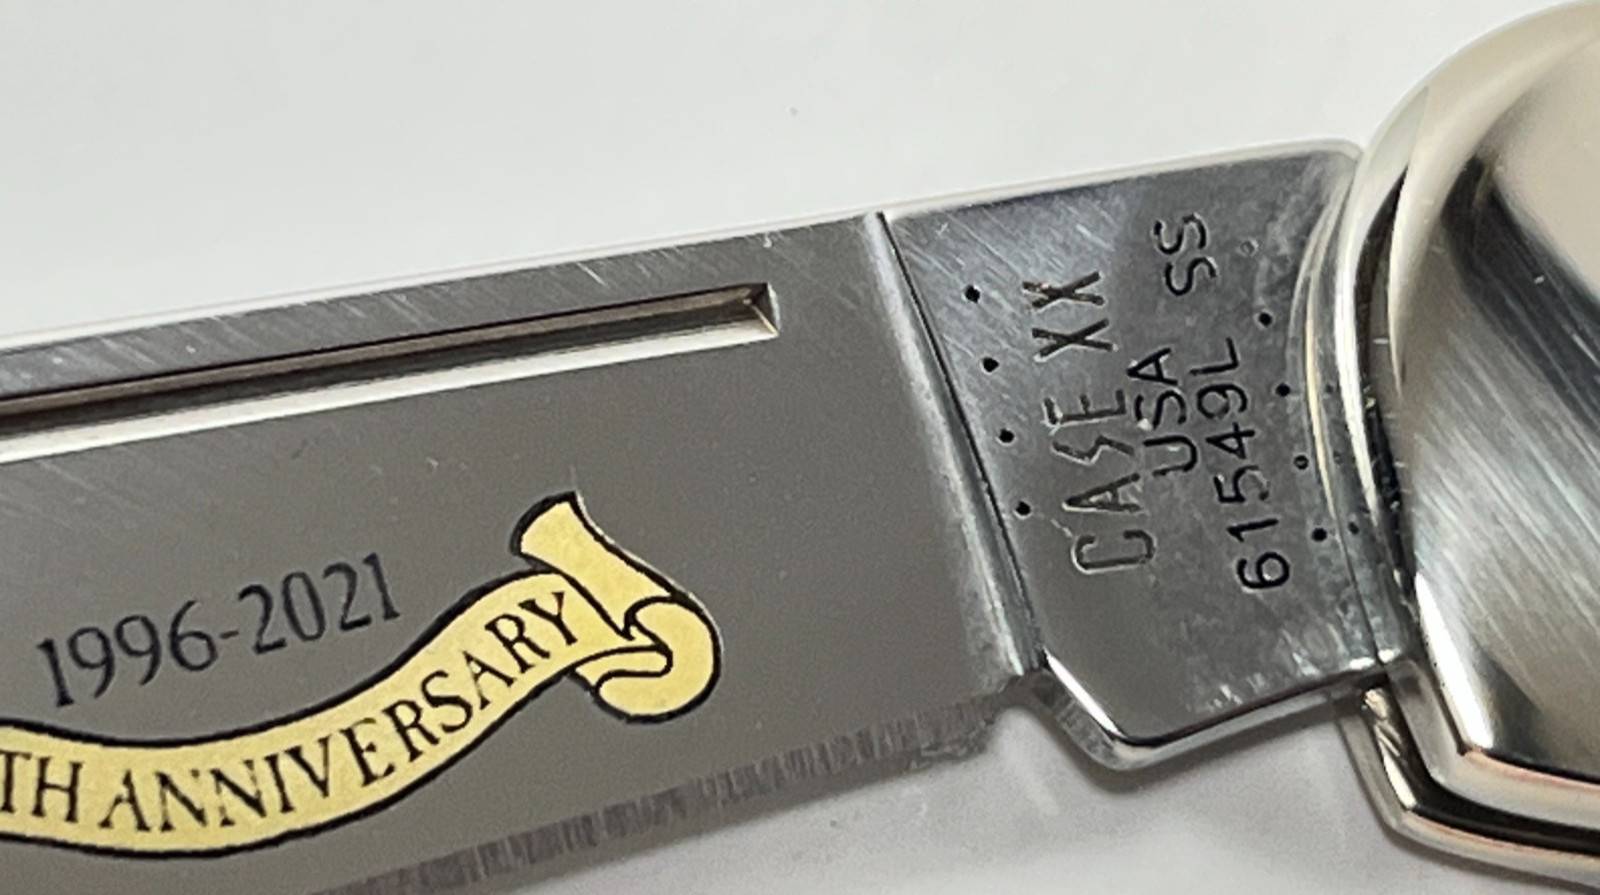 1996-2021
TH ANNIVERSARY
CASE XX
USA SS
61549L